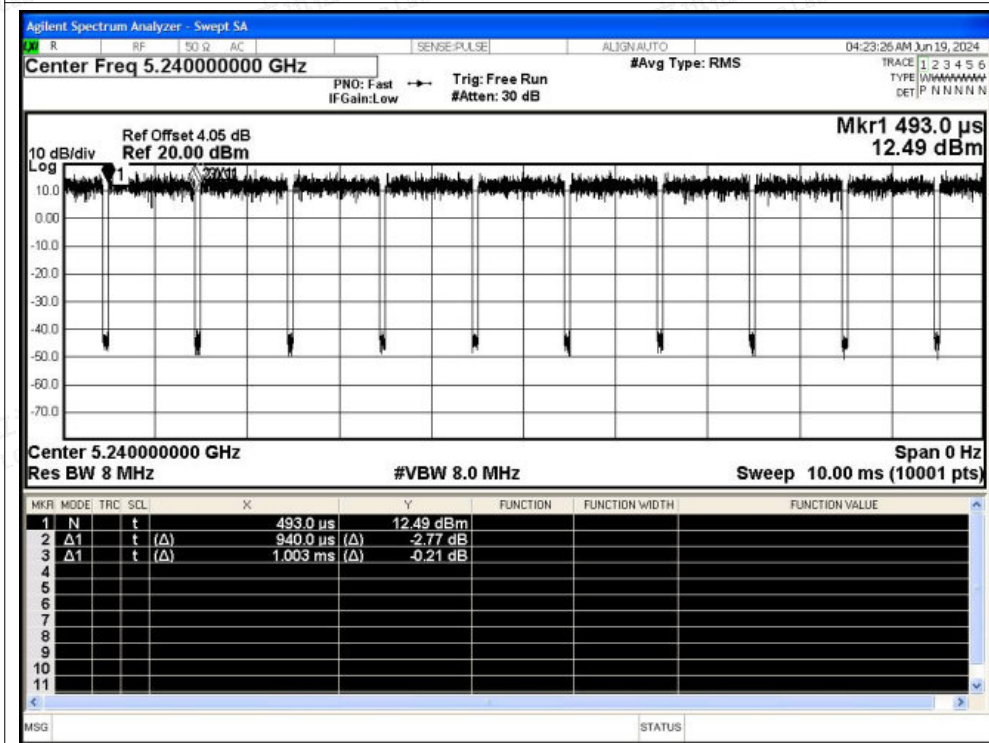 Agilent Spectrum Analyzer - Swept SA
LXI R RF 50 Ω AC SENSE:PULSE ALIGN AUTO 04:23:26 AM Jun 19, 2024
Center Freq 5.240000000 GHz #Avg Type: RMS TRACE 1 2 3 4 5 6
PNO: Fast Trig: Free Run TYPE WWWWWW
IFGain:Low #Atten: 30 dB DET P N N N N N
Mkr1 493.0 µs
Ref Offset 4.05 dB
10 dB/div Ref 20.00 dBm 12.49 dBm
Log
1
10.0
0.00
-10.0
-20.0
-30.0
-40.0
-50.0
-60.0
-70.0
Center 5.240000000 GHz Span 0 Hz
Res BW 8 MHz #VBW 8.0 MHz Sweep 10.00 ms (10001 pts)
MKR MODE TRC SCL X Y FUNCTION FUNCTION WIDTH FUNCTION VALUE
1 N t 493.0 µs 12.49 dBm
2 Δ1 t (Δ) 940.0 µs (Δ) -2.77 dB
3 Δ1 t (Δ) 1.003 ms (Δ) -0.21 dB
4
5
6
7
8
9
10
11
MSG STATUS